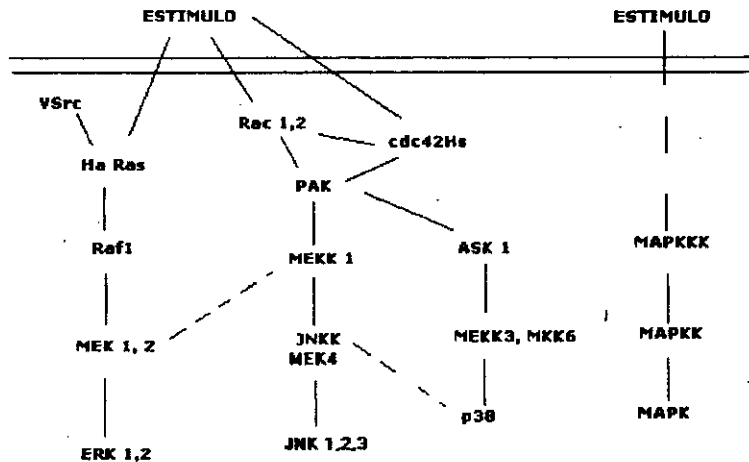 ESTIMULO
ESTIMULO
VSrc
Rac 1,2
cdc42Hs
Ha Ras
PAK
Raf1
MEKK 1
ASK 1
MAPKKK
MEK 1, 2
JNKK
MEK4
MEKK3, MKK6
MAPKK
ERK 1,2
JNK 1,2,3
p38
MAPK